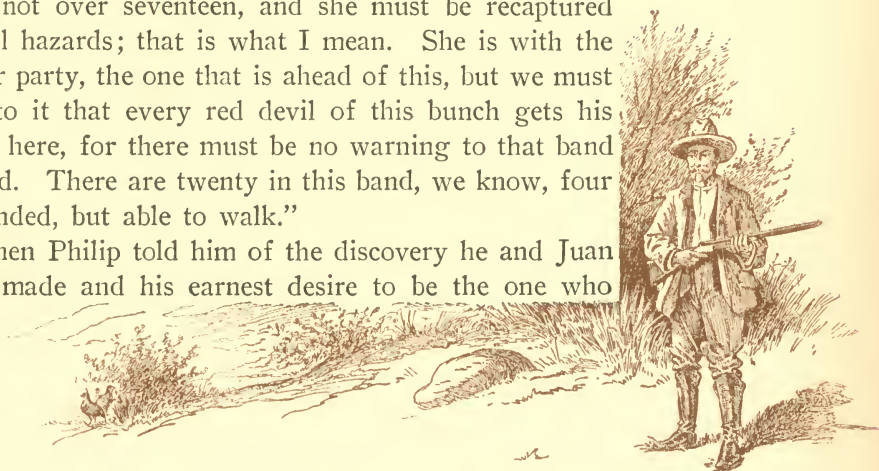 not over seventeen, and she must be recaptured
l hazards; that is what I mean. She is with the
r party, the one that is ahead of this, but we must
to it that every red devil of this bunch gets his
here, for there must be no warning to that band
d. There are twenty in this band, we know, four
nded, but able to walk.”
hen Philip told him of the discovery he and Juan
made and his earnest desire to be the one who